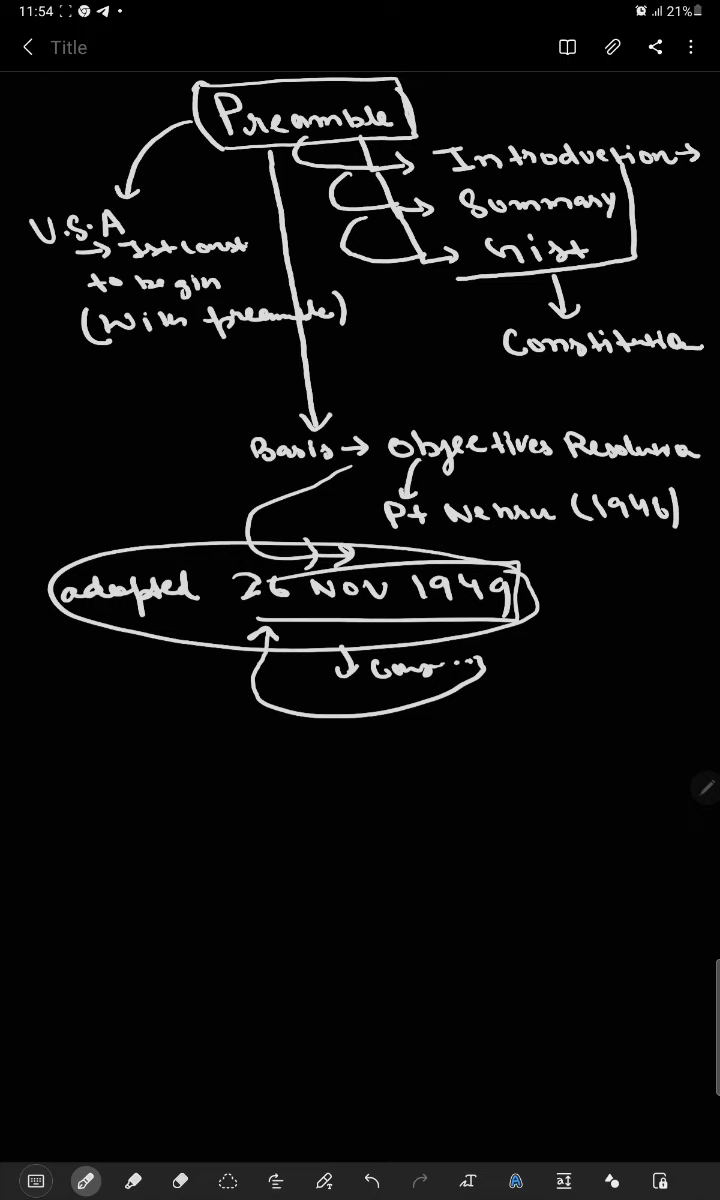 11:54
21%
Title
Preamble
Introduction
Summary
Gist
Constitution
U.S.A
1st const
to begin
(With preamble)
Basis → Objectives Resolution
Pt Nehru (1946)
adopted 26 NOV 1949